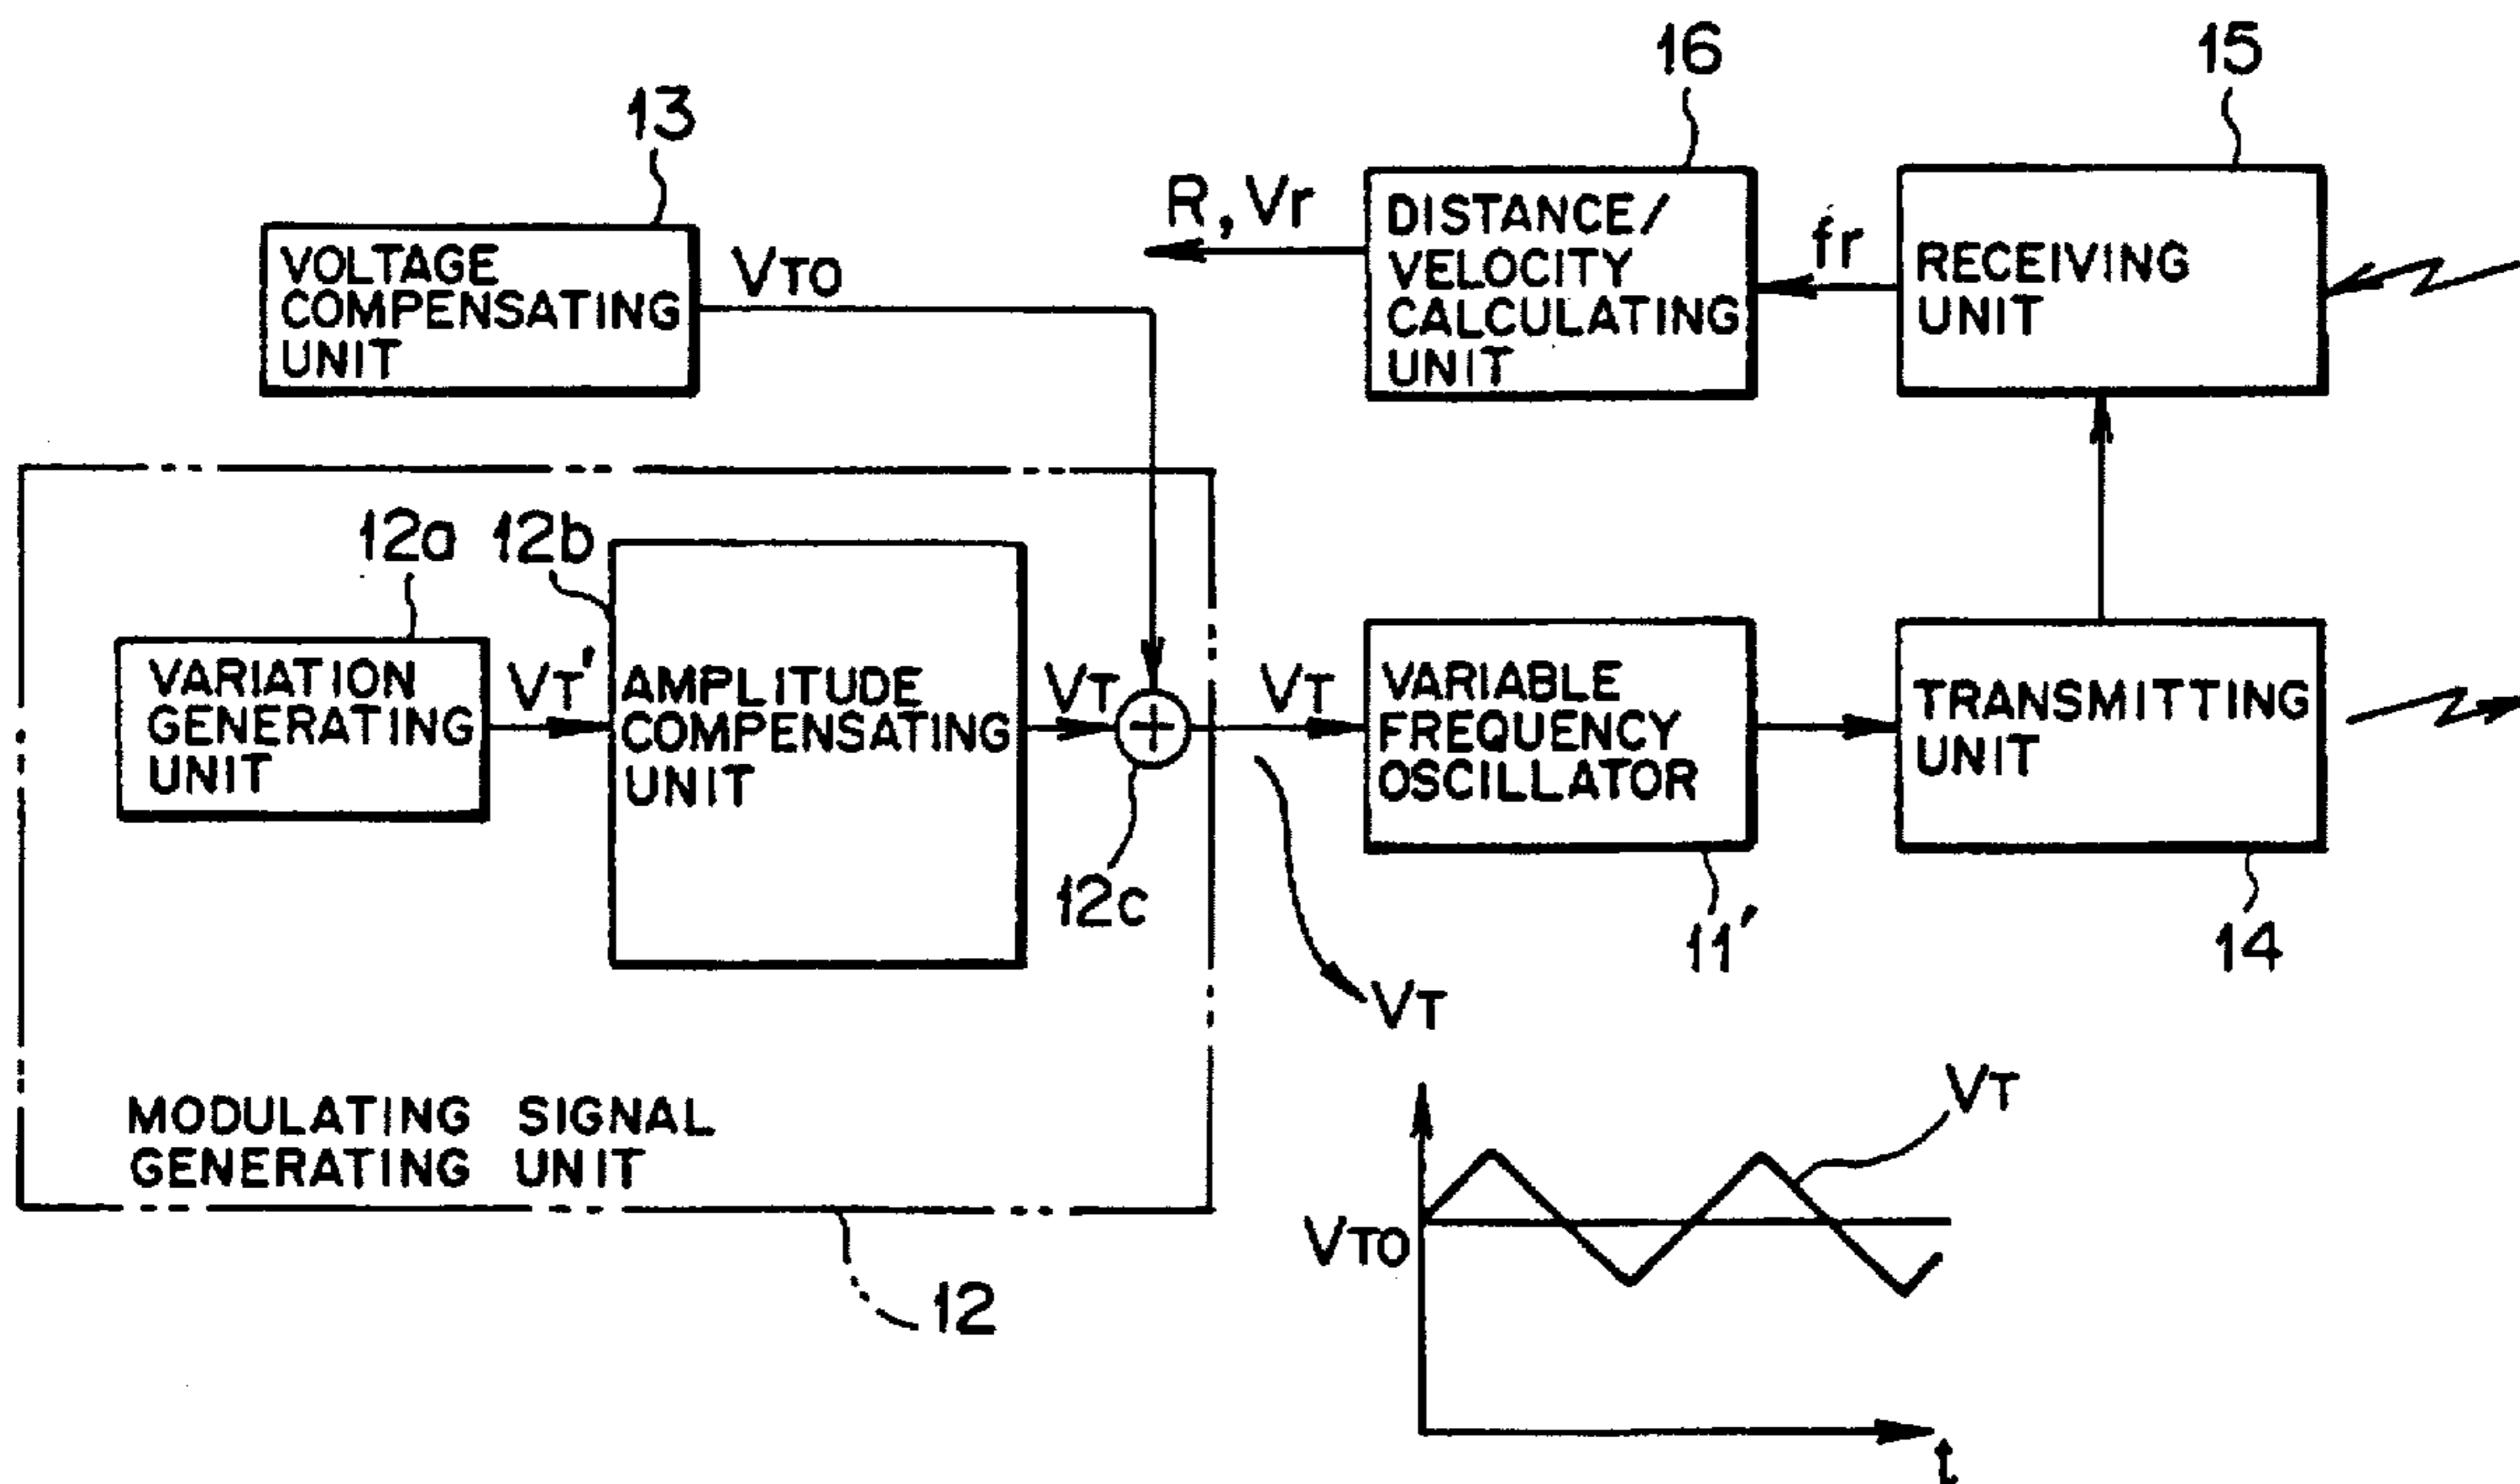 16
15
13
R, Vr
DISTANCE/
VELOCITY
CALCULATING
UNIT
fr
RECEIVING
UNIT
VOLTAGE
COMPENSATING
UNIT
VTO
12a
12b
VARIATION
GENERATING
UNIT
VT'
AMPLITUDE
COMPENSATING
UNIT
VT
+
VT
VARIABLE
FREQUENCY
OSCILLATOR
TRANSMITTING
UNIT
12c
11'
14
VT
MODULATING SIGNAL
GENERATING UNIT
VT
VTO
12
t